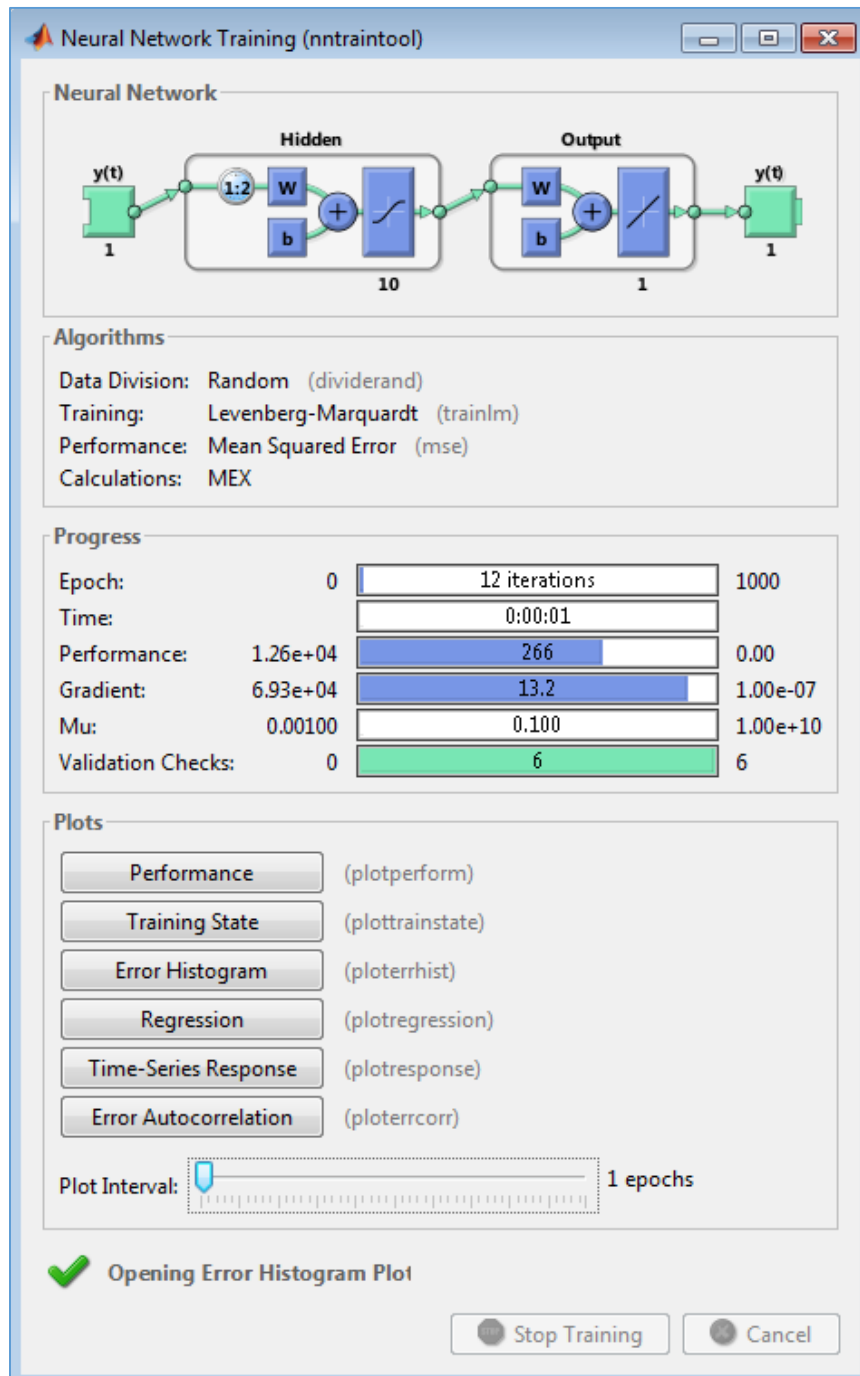 Neural Network Training (nntraintool)
Neural Network
Hidden
Output
y(t)
1:2
W
b
+
10
W
b
+
1
y(t)
1
1
Algorithms
Data Division: Random (dividerand)
Training: Levenberg-Marquardt (trainlm)
Performance: Mean Squared Error (mse)
Calculations: MEX
Progress
Epoch: 0 12 iterations 1000
Time: 0:00:01
Performance: 1.26e+04 266 0.00
Gradient: 6.93e+04 13.2 1.00e-07
Mu: 0.00100 0.100 1.00e+10
Validation Checks: 0 6 6
Plots
Performance (plotperform)
Training State (plottrainstate)
Error Histogram (ploterrhist)
Regression (plotregression)
Time-Series Response (plotresponse)
Error Autocorrelation (ploterrcorr)
Plot Interval: 1 epochs
Opening Error Histogram Plot
STOP Stop Training Cancel